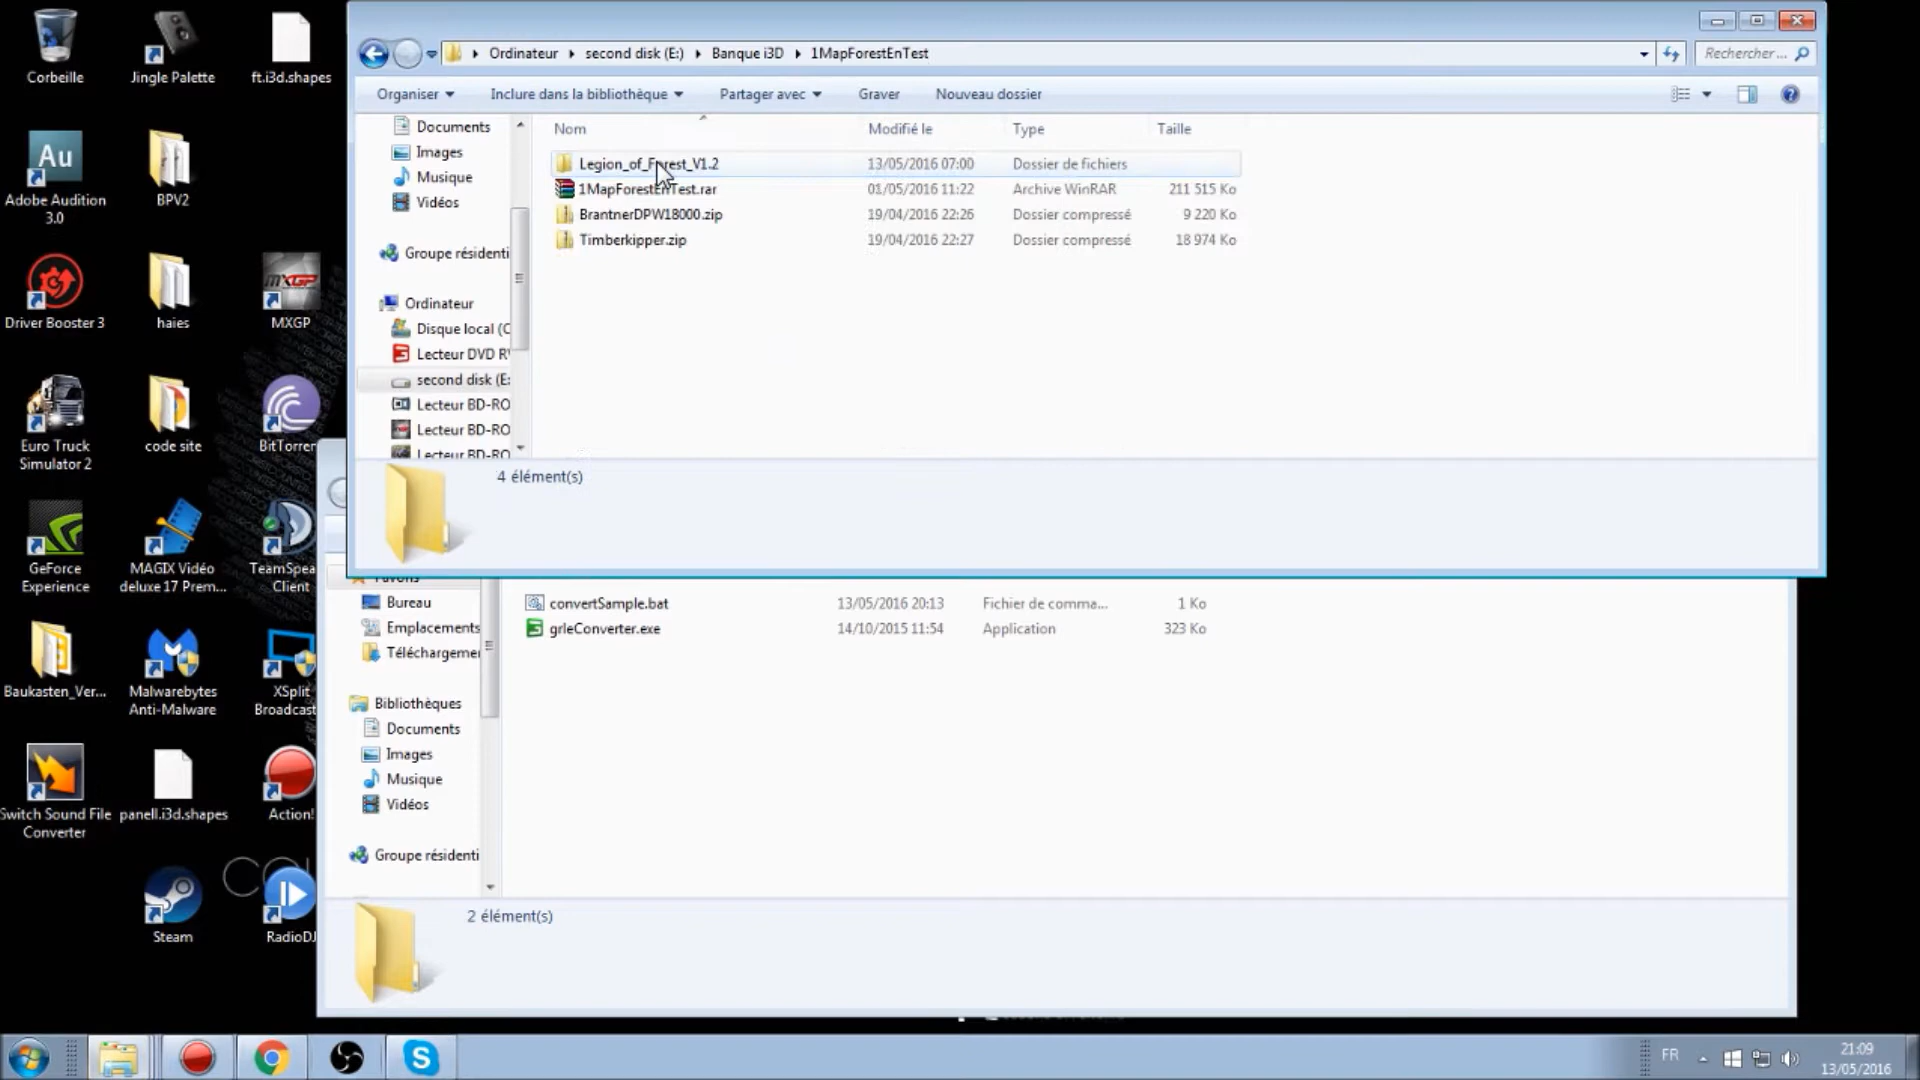 Corbeille
Jingle Palette
ft.i3d.shapes
Au
Adobe Audition
3.0
BPV2
Driver Booster 3
haies
MXGP
MXGP
Euro Truck
Simulator 2
code site
BitTorren
GeForce
Experience
MAGIX Vidéo
deluxe 17 Prem...
TeamSpea
Client
Baukasten_Ver...
Malwarebytes
Anti-Malware
XSplit
Broadcast
Switch Sound File
Converter
panell.i3d.shapes
Action!
Steam
RadioDJ
Ordinateur
second disk (E:)
Banque i3D
1MapForestEnTest
Rechercher ...
Organiser
Inclure dans la bibliothèque
Partager avec
Graver
Nouveau dossier
Documents
Images
Musique
Vidéos
Groupe résidenti
Ordinateur
Disque local (C
Lecteur DVD R
second disk (E:
Lecteur BD-RO
Lecteur BD-RO
Lecteur BD-RO
Nom Modifié le Type Taille
Legion_of_Forest_V1.2 13/05/2016 07:00 Dossier de fichiers
1MapForestEnTest.rar 01/05/2016 11:22 Archive WinRAR 211 515 Ko
BrantnerDPW18000.zip 19/04/2016 22:26 Dossier compressé 9 220 Ko
Timberkipper.zip 19/04/2016 22:27 Dossier compressé 18 974 Ko
4 élément(s)
Favoris
Bureau
Emplacements
Téléchargemen
Bibliothèques
Documents
Images
Musique
Vidéos
Groupe résidenti
convertSample.bat 13/05/2016 20:13 Fichier de comma... 1 Ko
grleConverter.exe 14/10/2015 11:54 Application 323 Ko
2 élément(s)
FR
21:09
13/05/2016